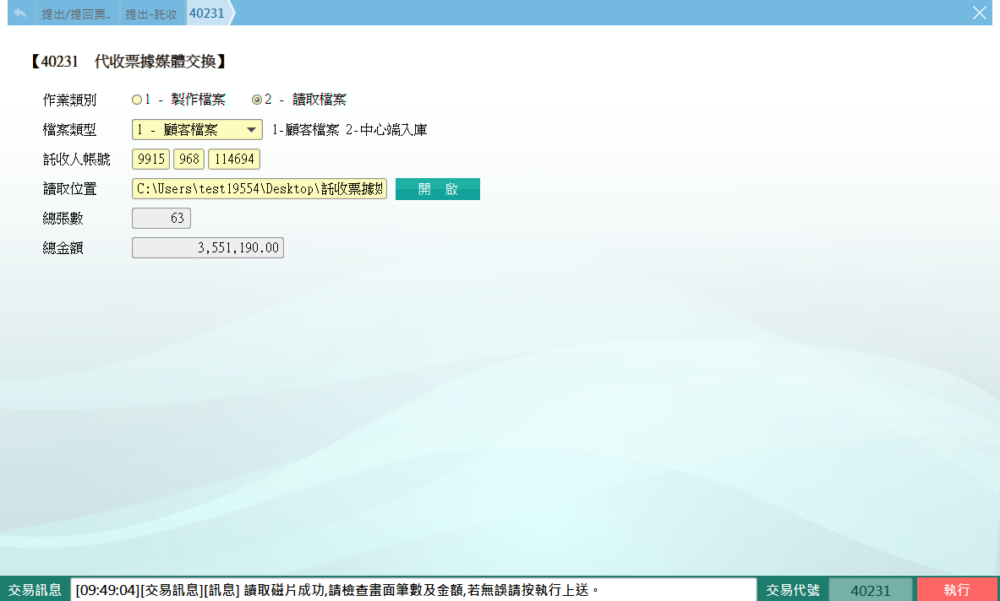 提出/提回票.. 提出-託收 40231
【40231 代收票據媒體交換】
作業類別 1 - 製作檔案 2 - 讀取檔案
檔案類型 1 - 顧客檔案 1-顧客檔案 2-中心端入庫
託收人帳號 9915 968 114694
讀取位置 C:\Users\test19554\Desktop\託收票據媒 開 啟
總張數 63
總金額 3,551,190.00
交易訊息 [09:49:04][交易訊息][訊息] 讀取磁片成功,請檢查畫面筆數及金額,若無誤請按執行上送。 交易代號 40231 執行